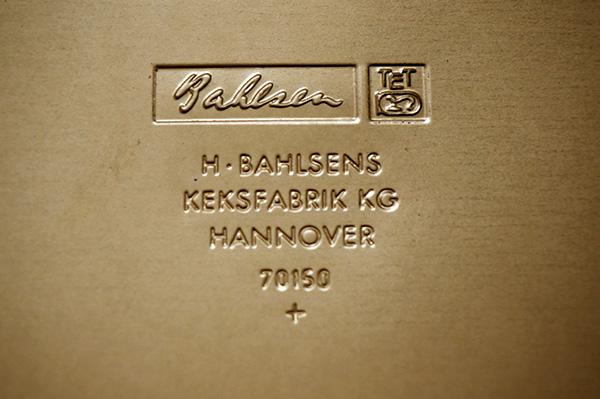 Bahlsen TET
H · BAHLSENS
KEKSFABRIK KG
HANNOVER
70150
+